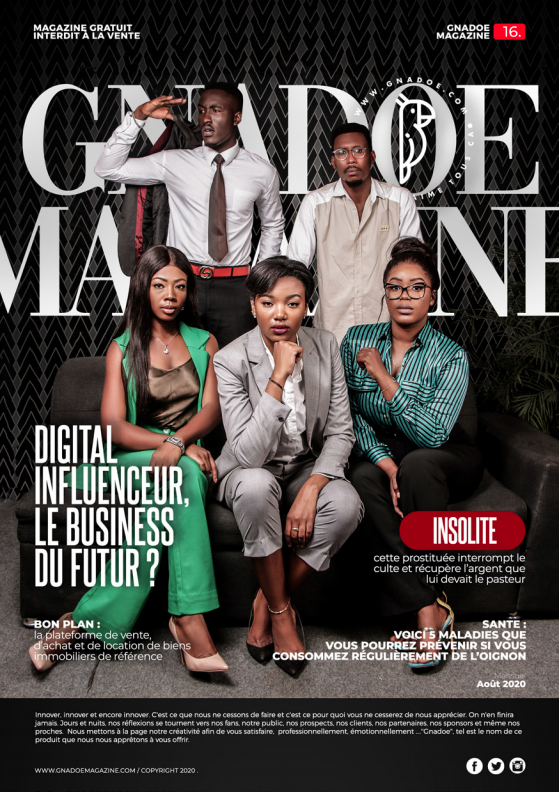 MAGAZINE GRATUIT
INTERDIT À LA VENTE
GNADOE
MAGAZINE
16.
GNADOE
WWW.GNADOE.COM
MAGAZINE
DIGITAL
INFLUENCEUR,
LE BUSINESS
DU FUTUR ?
INSOLITE
cette prostituée interrompt le
culte et récupère l'argent que
lui devait le pasteur
BON PLAN :
la plateforme de vente,
d'achat et de location de biens
immobiliers de référence
SANTÉ :
VOICI 5 MALADIES QUE
VOUS POURREZ PRÉVENIR SI VOUS
CONSOMMEZ RÉGULIÈREMENT DE L'OIGNON
Août 2020
Innover, innover et encore innover. C'est ce que nous ne cessons de faire et c'est ce pour quoi vous ne cesserez de nous apprécier. On n'en finira
jamais. Jours et nuits, nos réflexions se tournent vers nos fans, notre public, nos prospects, nos clients, nos partenaires, nos sponsors et même nos
proches. Nous mettons à la page notre créativité afin de vous satisfaire, professionnellement, émotionnellement ..."Gnadoe", tel est le nom de ce
produit que nous nous apprêtons à vous offrir.
WWW.GNADOEMAGAZINE.COM / COPYRIGHT 2020 .